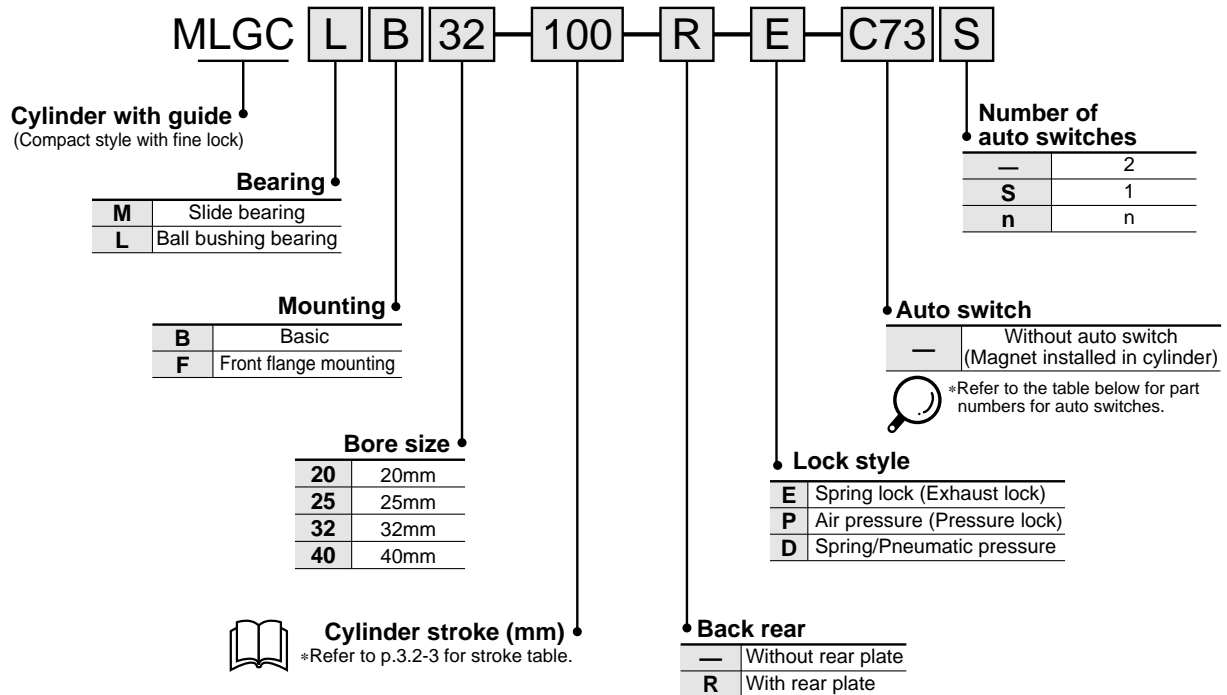 MLGC L B 32 100 R E C73 S
Cylinder with guide
(Compact style with fine lock)
Number of
auto switches
— 2
S 1
n n
Bearing
M Slide bearing
L Ball bushing bearing
Mounting
B Basic
F Front flange mounting
Auto switch
— Without auto switch
(Magnet installed in cylinder)
*Refer to the table below for part
numbers for auto switches.
Bore size
20 20mm
25 25mm
32 32mm
40 40mm
Lock style
E Spring lock (Exhaust lock)
P Air pressure (Pressure lock)
D Spring/Pneumatic pressure
Cylinder stroke (mm)
*Refer to p.3.2-3 for stroke table.
Back rear
— Without rear plate
R With rear plate